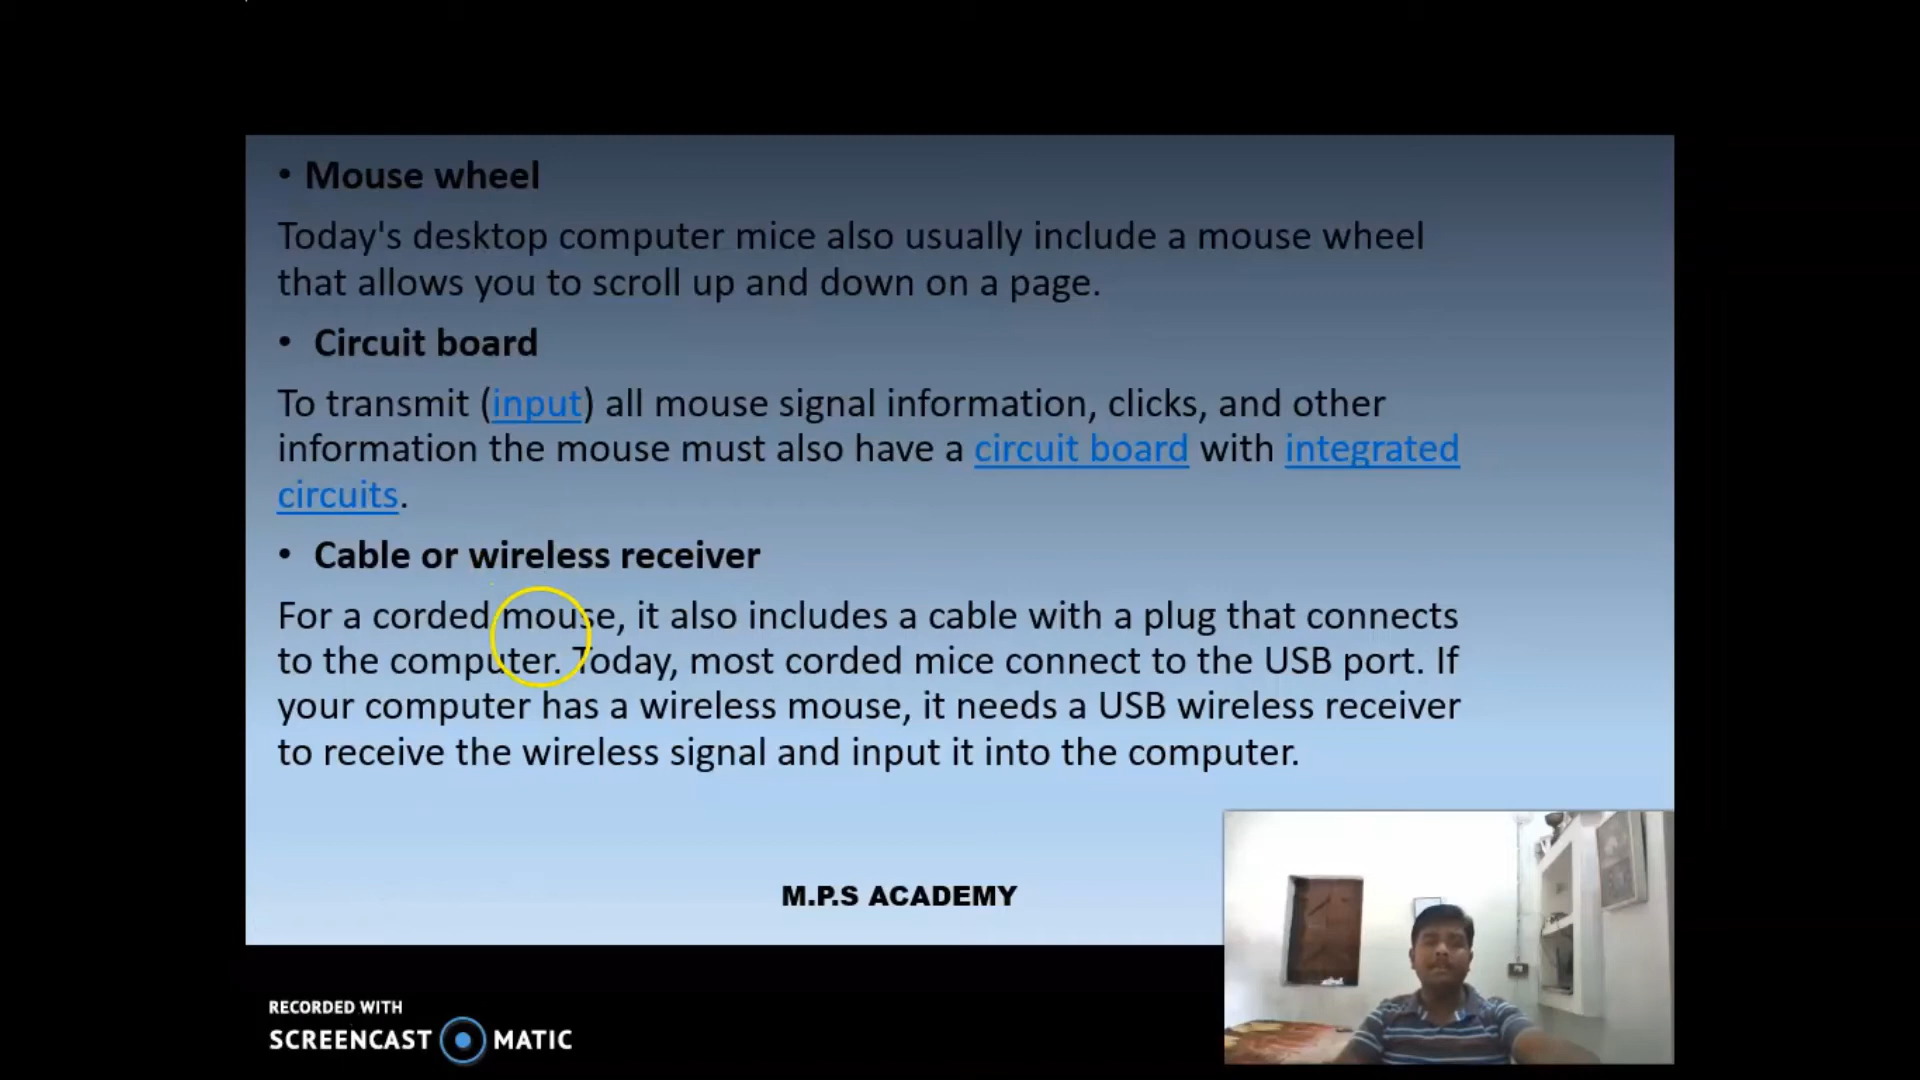 • Mouse wheel
Today's desktop computer mice also usually include a mouse wheel
that allows you to scroll up and down on a page.
• Circuit board
To transmit (input) all mouse signal information, clicks, and other
information the mouse must also have a circuit board with integrated
circuits.
• Cable or wireless receiver
For a corded mouse, it also includes a cable with a plug that connects
to the computer. Today, most corded mice connect to the USB port. If
your computer has a wireless mouse, it needs a USB wireless receiver
to receive the wireless signal and input it into the computer.
M.P.S ACADEMY
RECORDED WITH
SCREENCAST MATIC